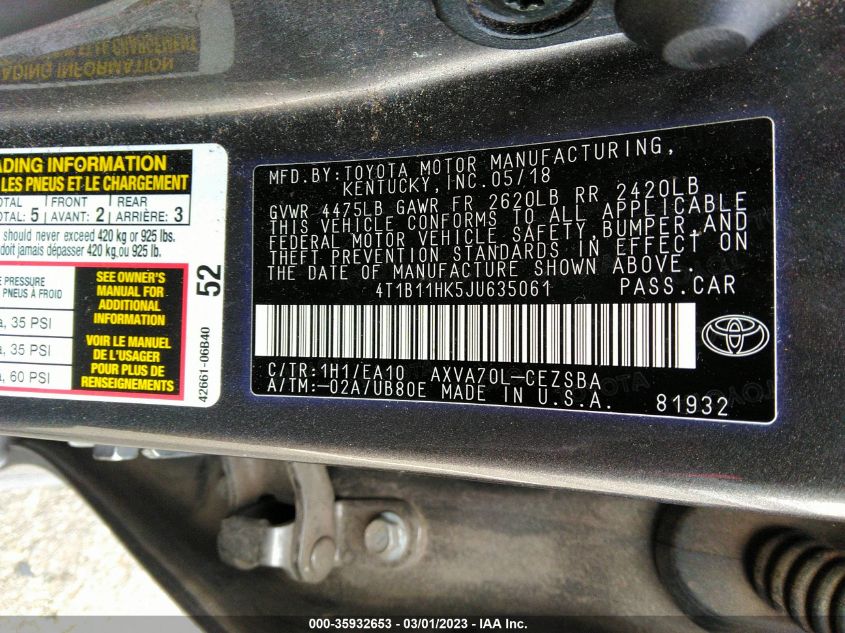 ADING INFORMATION
LES PNEUS ET LE CHARGEMENT
OTAL FRONT REAR
OTAL: 5 AVANT: 2 ARRIÈRE: 3
should never exceed 420 kg or 925 lbs.
doit jamais dépasser 420 kg ou 925 lb.
PRESSURE
PNEUS À FROID
a, 35 PSI
a, 35 PSI
a, 60 PSI
SEE OWNER'S
MANUAL FOR
ADDITIONAL
INFORMATION
VOIR LE MANUEL
DE L'USAGER
POUR PLUS DE
RENSEIGNEMENTS
52
42661-06B40
MFD.BY:TOYOTA MOTOR MANUFACTURING,
KENTUCKY, INC.05/18
GVWR 4475LB GAWR FR 2620LB RR 2420LB
THIS VEHICLE CONFORMS TO ALL APPLICABLE
FEDERAL MOTOR VEHICLE SAFETY, BUMPER, AND
THEFT PREVENTION STANDARDS IN EFFECT ON
THE DATE OF MANUFACTURE SHOWN ABOVE.
4T1B11HK5JU635061 PASS.CAR
C/TR:1H1/EA10 AXVA70L-CEZSBA
A/TM:-02A7UB80E MADE IN U.S.A. 81932
000-35932653 - 03/01/2023 - IAA Inc.